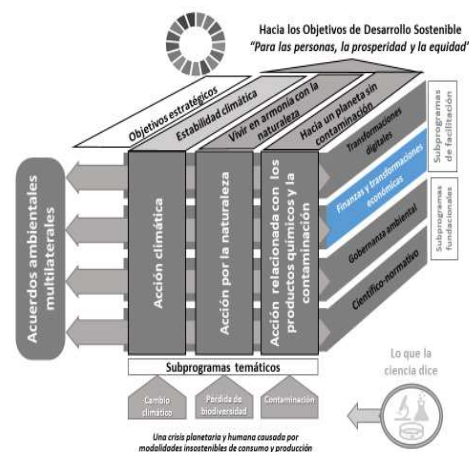 Hacia los Objetivos de Desarrollo Sostenible
"Para las personas, la prosperidad y la equidad"
Objetivos estratégicos
Estabilidad climática
Vivir en armonía con la
naturaleza
Hacia un planeta sin
contaminación
Transformaciones
digitales
Finanzas y transformaciones
económicas
Gobernanza ambiental
Científico-normativo
Subprogramas
de facilitación
Subprogramas
fundacionales
Acuerdos ambientales
multilaterales
Acción climática
Acción por la naturaleza
Acción relacionada con los
productos químicos y la
contaminación
Subprogramas temáticos
Cambio
climático
Pérdida de
biodiversidad
Contaminación
Lo que la
ciencia dice
Una crisis planetaria y humana causada por
modalidades insostenibles de consumo y producción